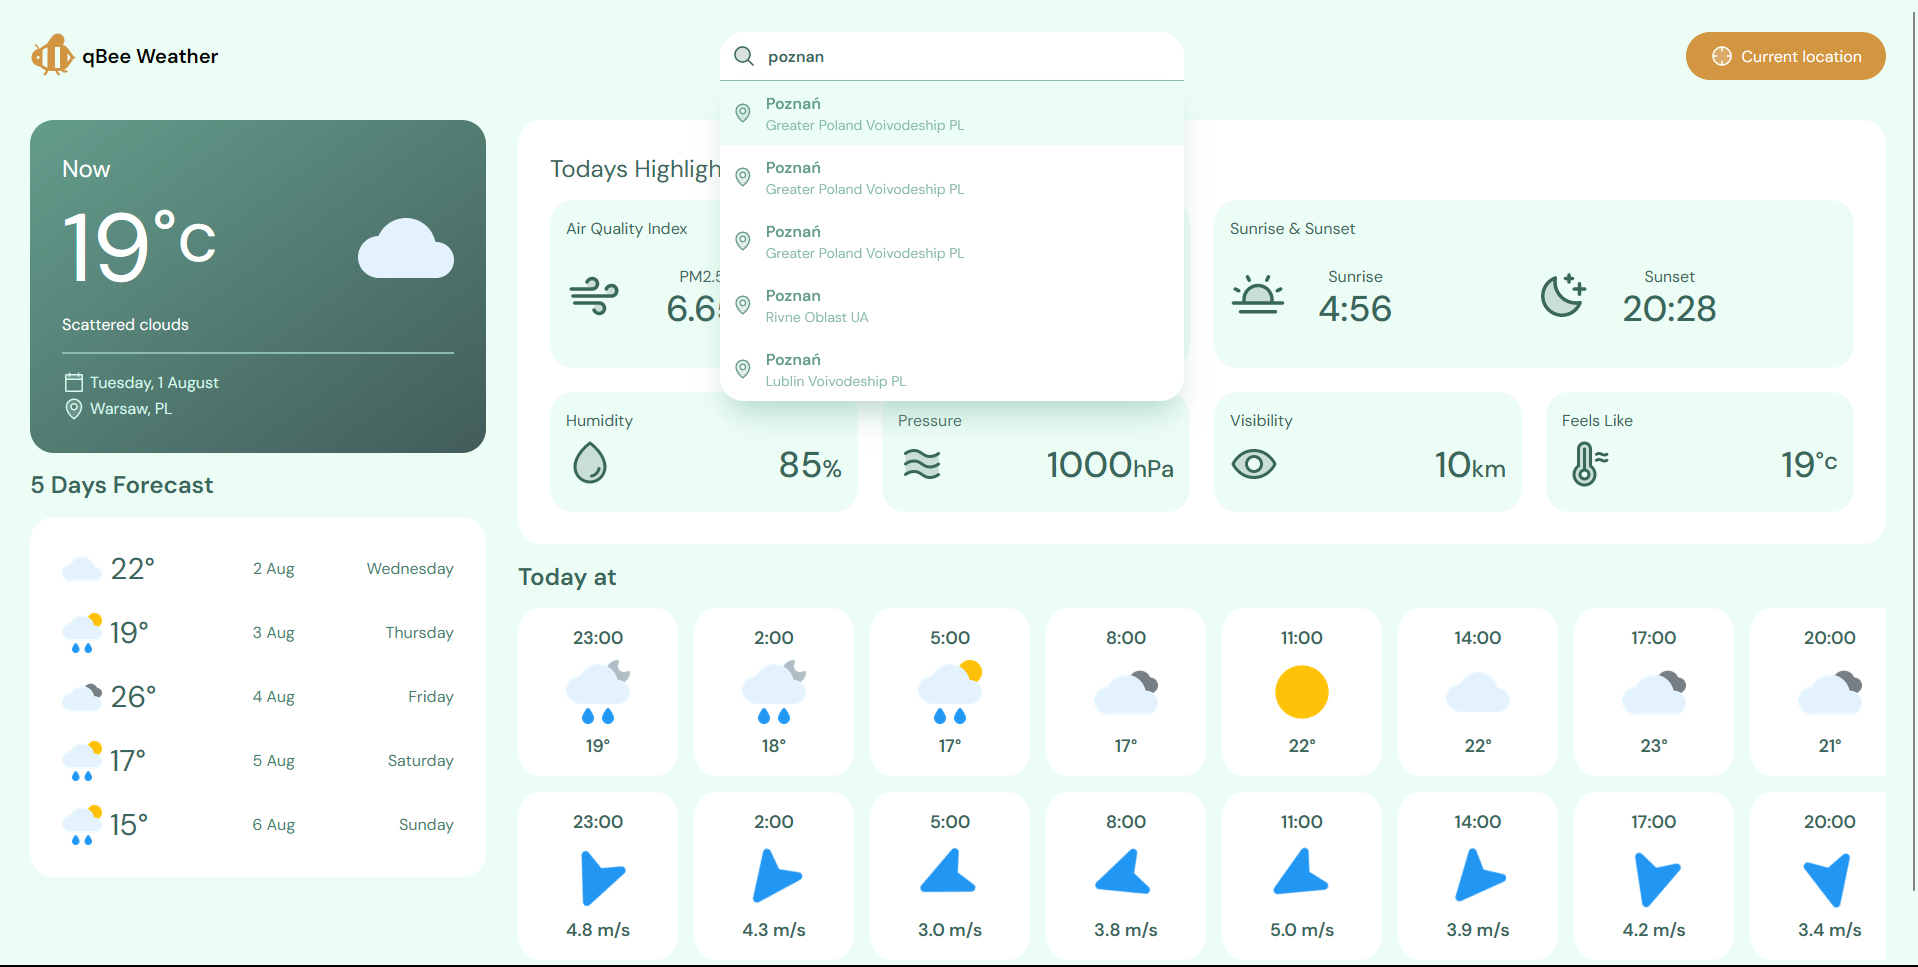 qBee Weather
poznan
Current location
Poznań
Greater Poland Voivodeship PL
Poznań
Greater Poland Voivodeship PL
Poznań
Greater Poland Voivodeship PL
Poznan
Rivne Oblast UA
Poznań
Lublin Voivodeship PL
Now
19°c
Scattered clouds
Tuesday, 1 August
Warsaw, PL
5 Days Forecast
22° 2 Aug Wednesday
19° 3 Aug Thursday
26° 4 Aug Friday
17° 5 Aug Saturday
15° 6 Aug Sunday
Todays Highligh
Air Quality Index
PM2.5
6.6
Sunrise & Sunset
Sunrise
4:56
Sunset
20:28
Humidity
85%
Pressure
1000hPa
Visibility
10km
Feels Like
19°c
Today at
23:00 2:00 5:00 8:00 11:00 14:00 17:00 20:00
19° 18° 17° 17° 22° 22° 23° 21°
23:00 2:00 5:00 8:00 11:00 14:00 17:00 20:00
4.8 m/s 4.3 m/s 3.0 m/s 3.8 m/s 5.0 m/s 3.9 m/s 4.2 m/s 3.4 m/s